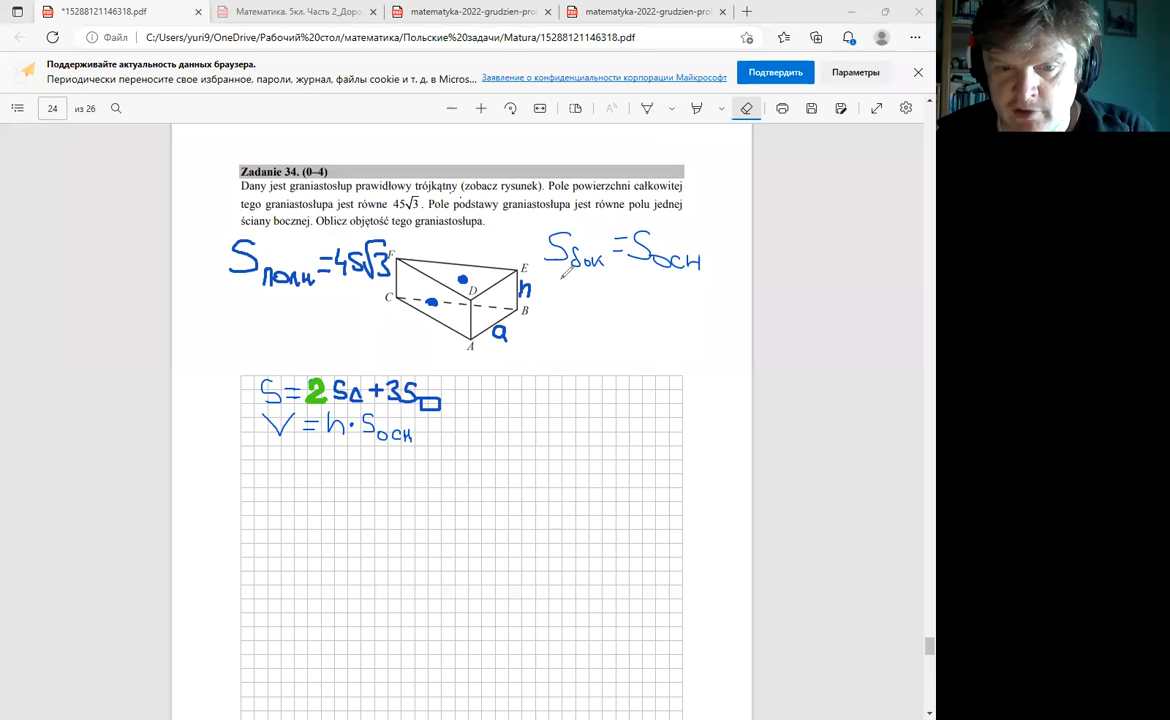 *15288121146318.pdf
Математика. 5кл. Часть 2_Доро
matematyka-2022-grudzien-pro
matematyka-2022-grudzien-pro
Файл
C:/Users/yuri9/OneDrive/Рабочий%20стол/математика/Польские%20задачи/Matura/15288121146318.pdf
Поддерживайте актуальность данных браузера.
Периодически переносите свое избранное, пароли, журнал, файлы cookie и т. д. в Micros...
Заявление о конфиденциальности корпорации Майкрософт
Подтвердить
Параметры
24 из 26
Zadanie 34. (0–4)
Dany jest graniastosłup prawidłowy trójkątny (zobacz rysunek). Pole powierzchni całkowitej
tego graniastosłupa jest równe 45√3. Pole podstawy graniastosłupa jest równe polu jednej
ściany bocznej. Oblicz objętość tego graniastosłupa.
Sполн=45√3
Sбок=Sосн
F
E
D
h
C
B
a
A
S=2S△+3S▭
V=h·Sосн